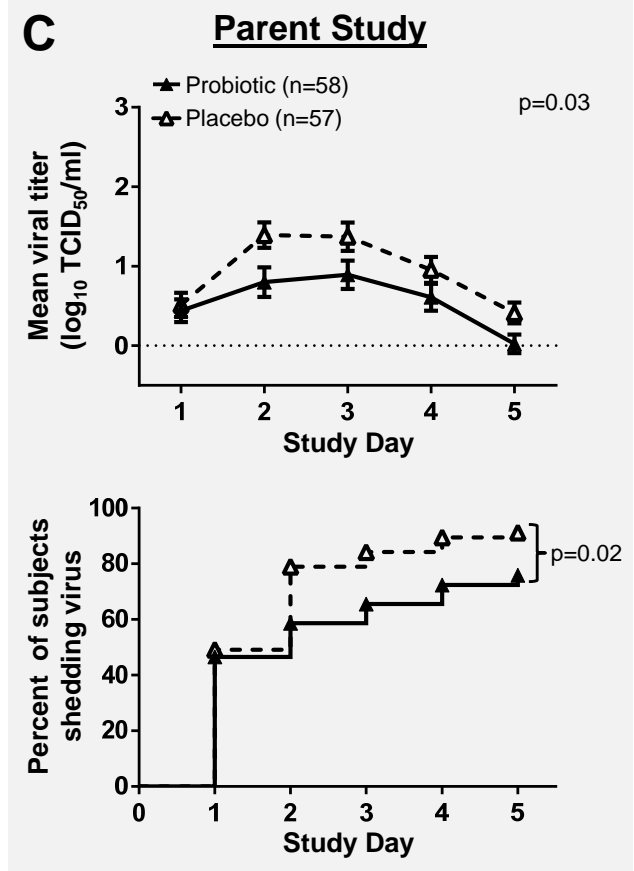 C
Parent Study
Probiotic (n=58)
Placebo (n=57)
p=0.03
Mean viral titer
(log10 TCID50/ml)
3
2
1
0
1 2 3 4 5
Study Day
Percent of subjects
shedding virus
100
80
60
40
20
0
p=0.02
0 1 2 3 4 5
Study Day